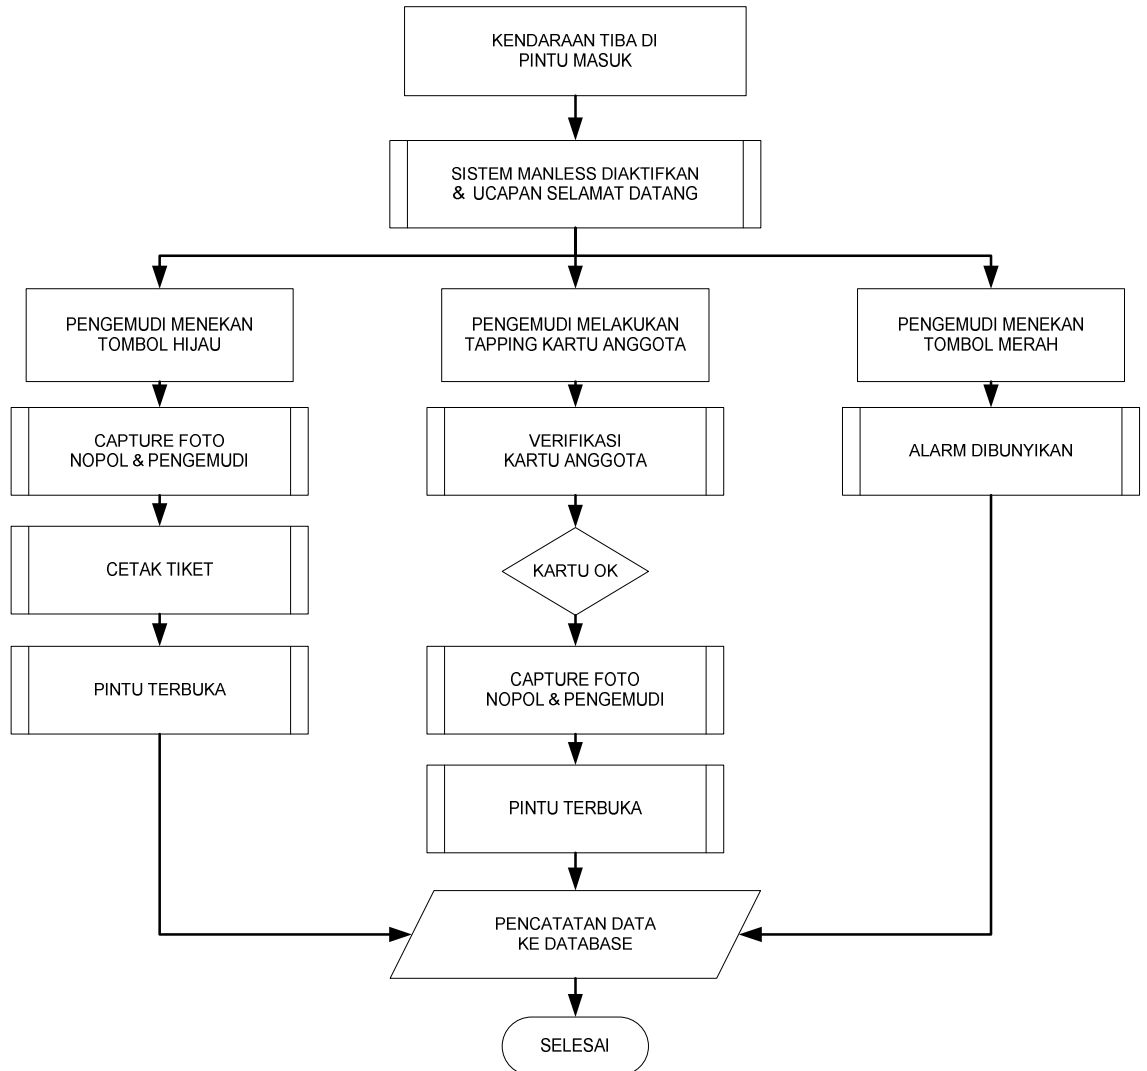 KENDARAAN TIBA DI
PINTU MASUK
SISTEM MANLESS DIAKTIFKAN
& UCAPAN SELAMAT DATANG
PENGEMUDI MENEKAN
TOMBOL HIJAU
PENGEMUDI MELAKUKAN
TAPPING KARTU ANGGOTA
PENGEMUDI MENEKAN
TOMBOL MERAH
CAPTURE FOTO
NOPOL & PENGEMUDI
VERIFIKASI
KARTU ANGGOTA
ALARM DIBUNYIKAN
CETAK TIKET
KARTU OK
PINTU TERBUKA
CAPTURE FOTO
NOPOL & PENGEMUDI
PINTU TERBUKA
PENCATATAN DATA
KE DATABASE
SELESAI